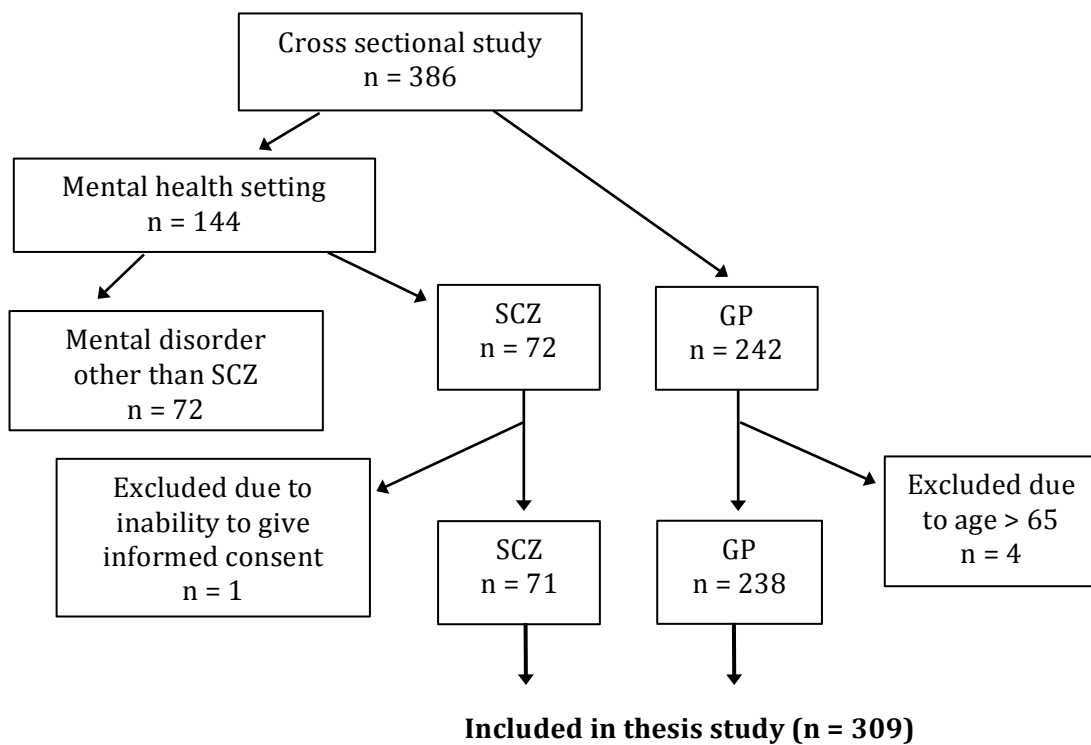 Cross sectional study
n = 386
Mental health setting
n = 144
SCZ
n = 72
GP
n = 242
Mental disorder
other than SCZ
n = 72
Excluded due to
inability to give
informed consent
n = 1
SCZ
n = 71
GP
n = 238
Excluded due
to age > 65
n = 4
Included in thesis study (n = 309)